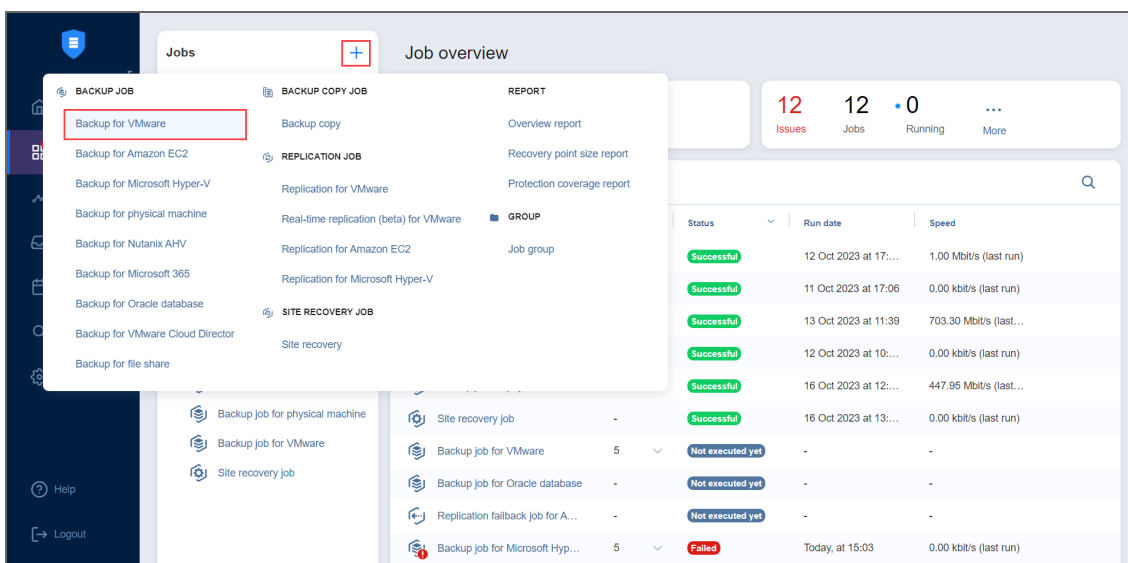 Jobs
Job overview
BACKUP JOB
Backup for VMware
Backup for Amazon EC2
Backup for Microsoft Hyper-V
Backup for physical machine
Backup for Nutanix AHV
Backup for Microsoft 365
Backup for Oracle database
Backup for VMware Cloud Director
Backup for file share
BACKUP COPY JOB
Backup copy
REPLICATION JOB
Replication for VMware
Real-time replication (beta) for VMware
Replication for Amazon EC2
Replication for Microsoft Hyper-V
SITE RECOVERY JOB
Site recovery
REPORT
Overview report
Recovery point size report
Protection coverage report
GROUP
Job group
12 12 0 ...
Issues Jobs Running More
Status Run date Speed
Successful 12 Oct 2023 at 17:... 1.00 Mbit/s (last run)
Successful 11 Oct 2023 at 17:06 0.00 kbit/s (last run)
Successful 13 Oct 2023 at 11:39 703.30 Mbit/s (last...
Successful 12 Oct 2023 at 10:... 0.00 kbit/s (last run)
Successful 16 Oct 2023 at 12:... 447.95 Mbit/s (last...
Site recovery job - Successful 16 Oct 2023 at 13:... 0.00 kbit/s (last run)
Backup job for VMware 5 Not executed yet - -
Backup job for Oracle database - Not executed yet - -
Replication failback job for A... - Not executed yet - -
Backup job for Microsoft Hyp... 5 Failed Today, at 15:03 0.00 kbit/s (last run)
Backup job for physical machine
Backup job for VMware
Site recovery job
Help
Logout